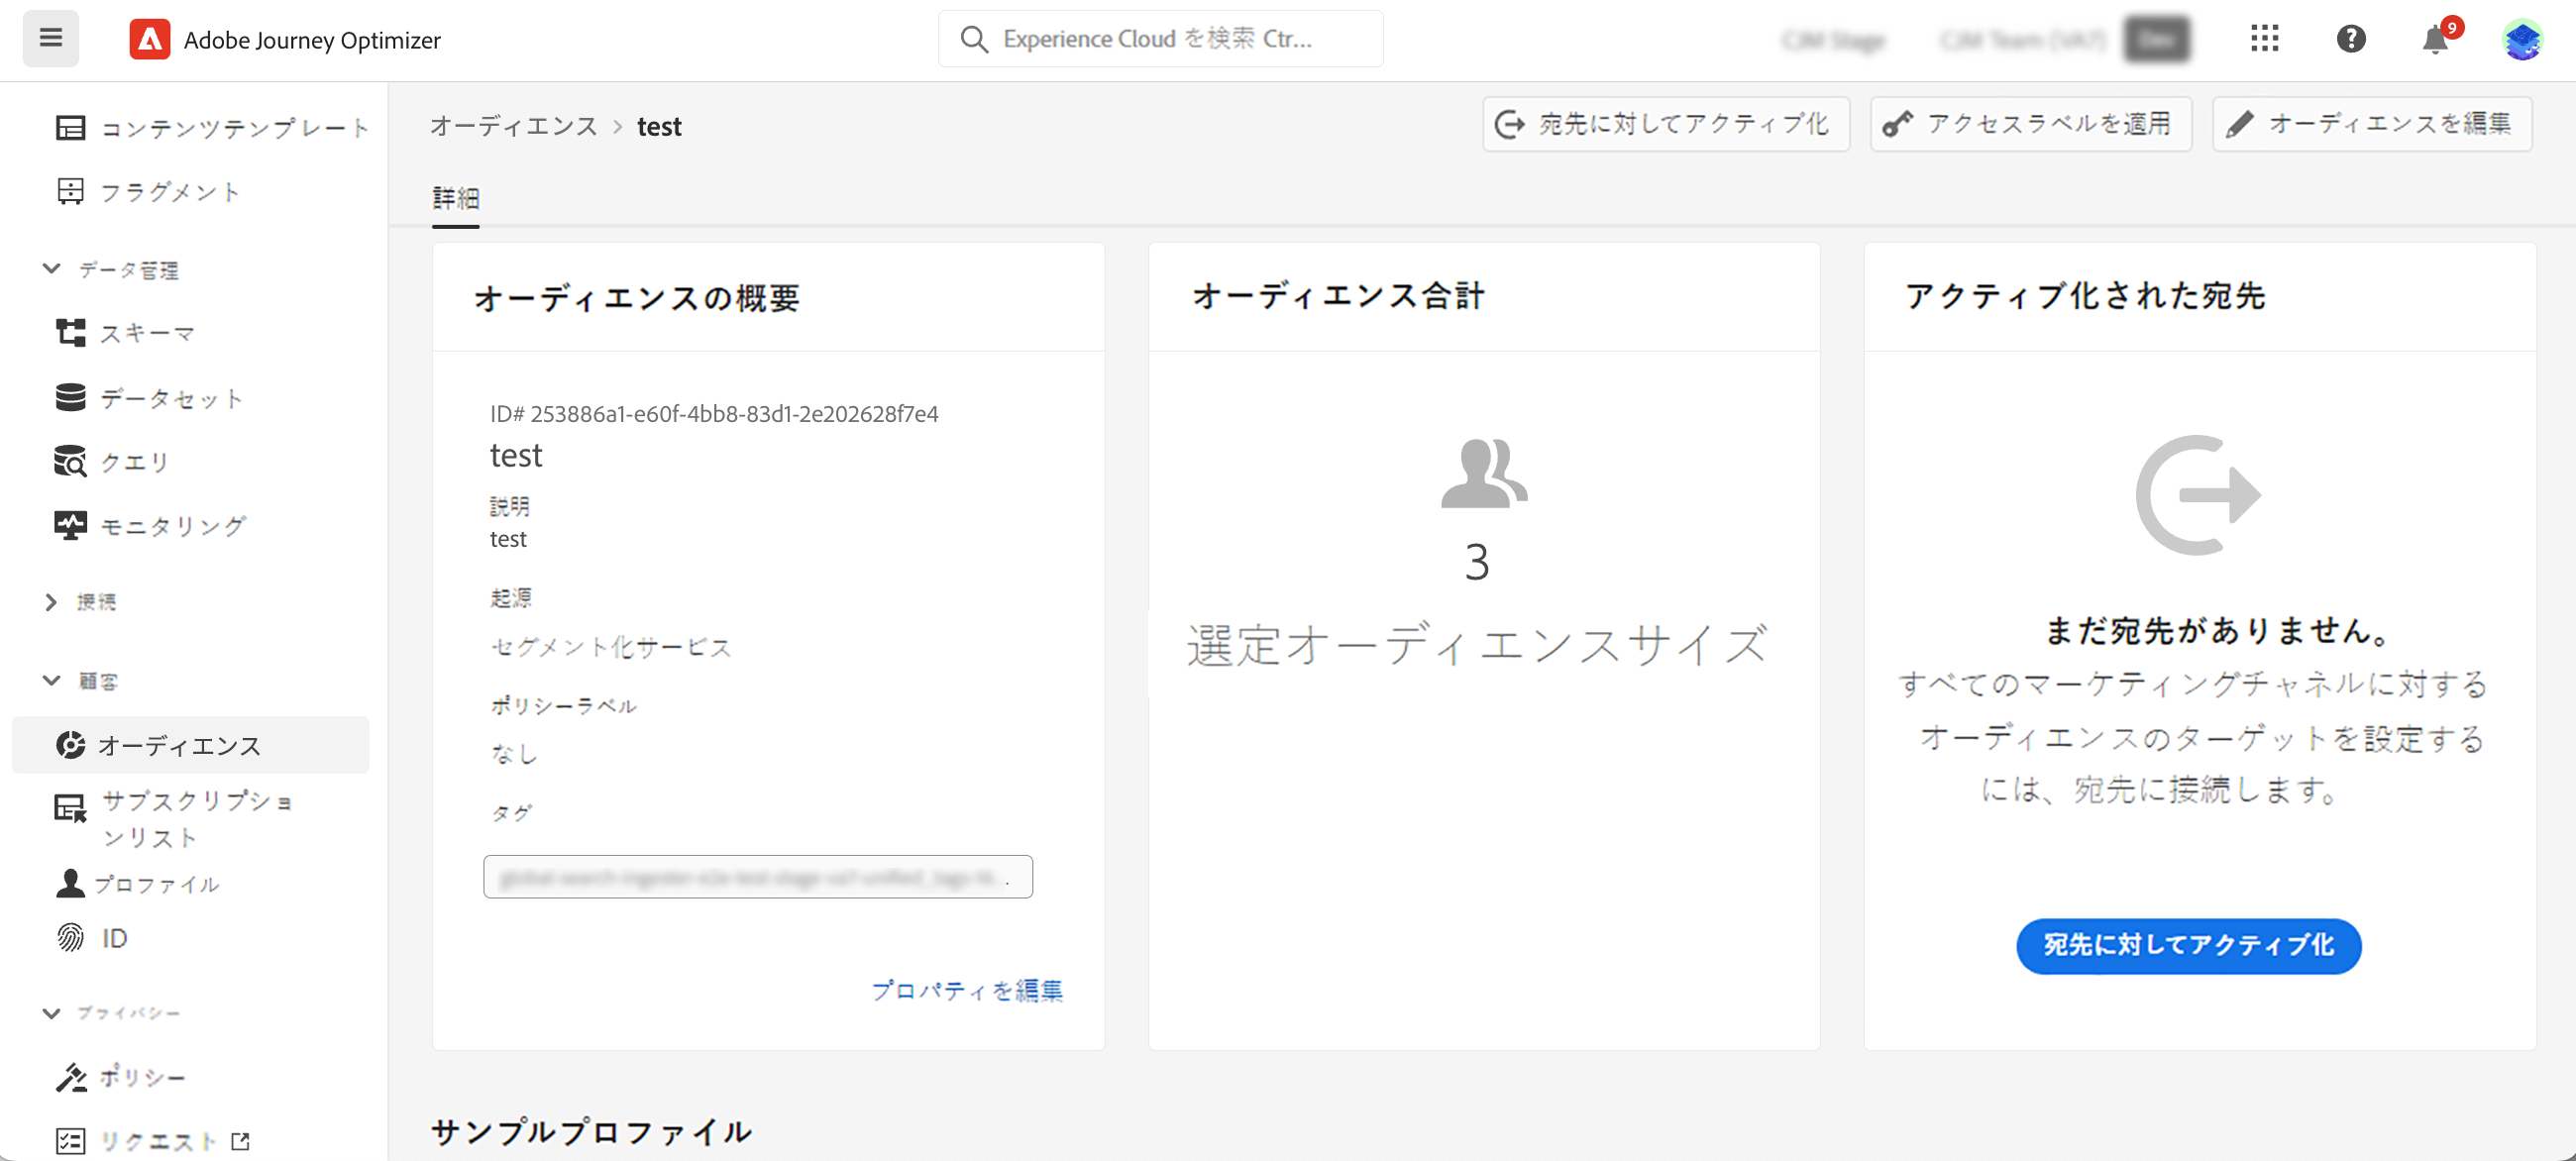 Adobe Journey Optimizer
Experience Cloud を検索 Ctr...
9
コンテンツテンプレート
フラグメント
データ管理
スキーマ
データセット
クエリ
モニタリング
接続
顧客
オーディエンス
サブスクリプショ
ンリスト
プロファイル
ID
プライバシー
ポリシー
リクエスト
オーディエンス > test
宛先に対してアクティブ化
アクセスラベルを適用
オーディエンスを編集
詳細
オーディエンスの概要
ID# 253886a1-e60f-4bb8-83d1-2e202628f7e4
test
説明
test
起源
セグメント化サービス
ポリシーラベル
なし
タグ
プロパティを編集
オーディエンス合計
3
選定オーディエンスサイズ
アクティブ化された宛先
まだ宛先がありません。
すべてのマーケティングチャネルに対する
オーディエンスのターゲットを設定する
には、宛先に接続します。
宛先に対してアクティブ化
サンプルプロファイル